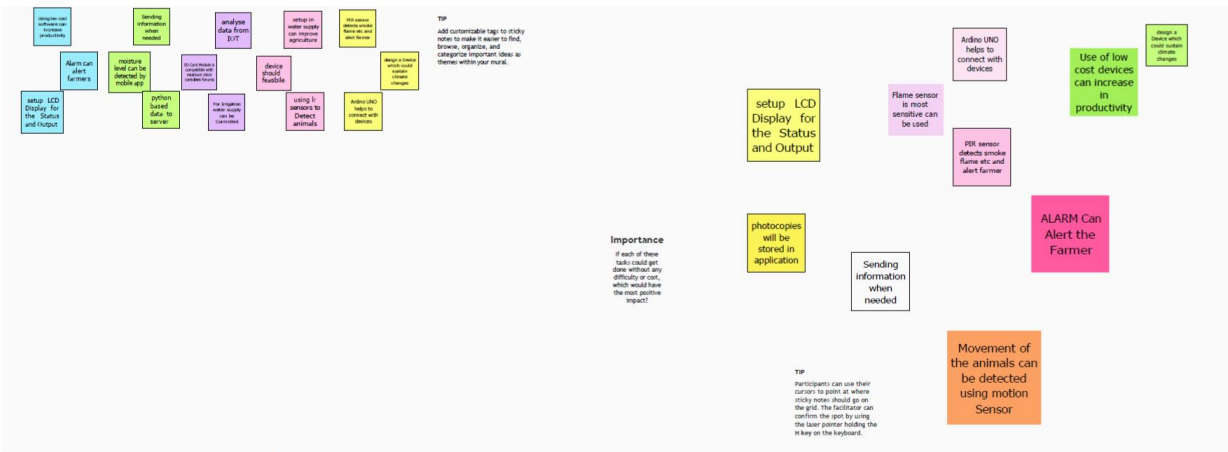 Using low cost
software can
increase
productivity
Sending
information
when
needed
analyse
data from
IOT
setup in
water supply
can improve
agriculture
PIR sensor
detects smoke
flame etc and
alert farmer
Alarm can
alert
farmers
moisture
level can be
detected by
mobile app
SD Card Module is
compatible with
device
should
feasible
design a Device
which could
sustain
climate
changes
setup LCD
Display for
the Status
and Output
python
based
data to
server
For Irrigation
water supply
can be
Controlled
using Ir
sensors to
Detect
animals
Ardino UNO
helps to
connect with
devices
TIP
Add customizable tags to sticky
notes to make it easier to find,
browse, organize, and
categorize important ideas as
themes within your mural.
Importance
If each of these
tasks could get
done without any
difficulty or cost,
which would have
the most positive
impact?
setup LCD
Display for
the Status
and Output
Flame sensor
is most
sensitive can
be used
Ardino UNO
helps to
connect with
devices
PIR sensor
detects smoke
flame etc and
alert farmer
Use of low
cost devices
can increase
in
productivity
design a
Device which
could sustain
climate
changes
photocopies
will be
stored in
application
Sending
information
when
needed
ALARM Can
Alert the
Farmer
Movement of
the animals can
be detected
using motion
Sensor
TIP
Participants can use their
cursors to point at where
sticky notes should go on
the grid. The facilitator can
confirm the spot by using
the laser pointer holding the
H key on the keyboard.